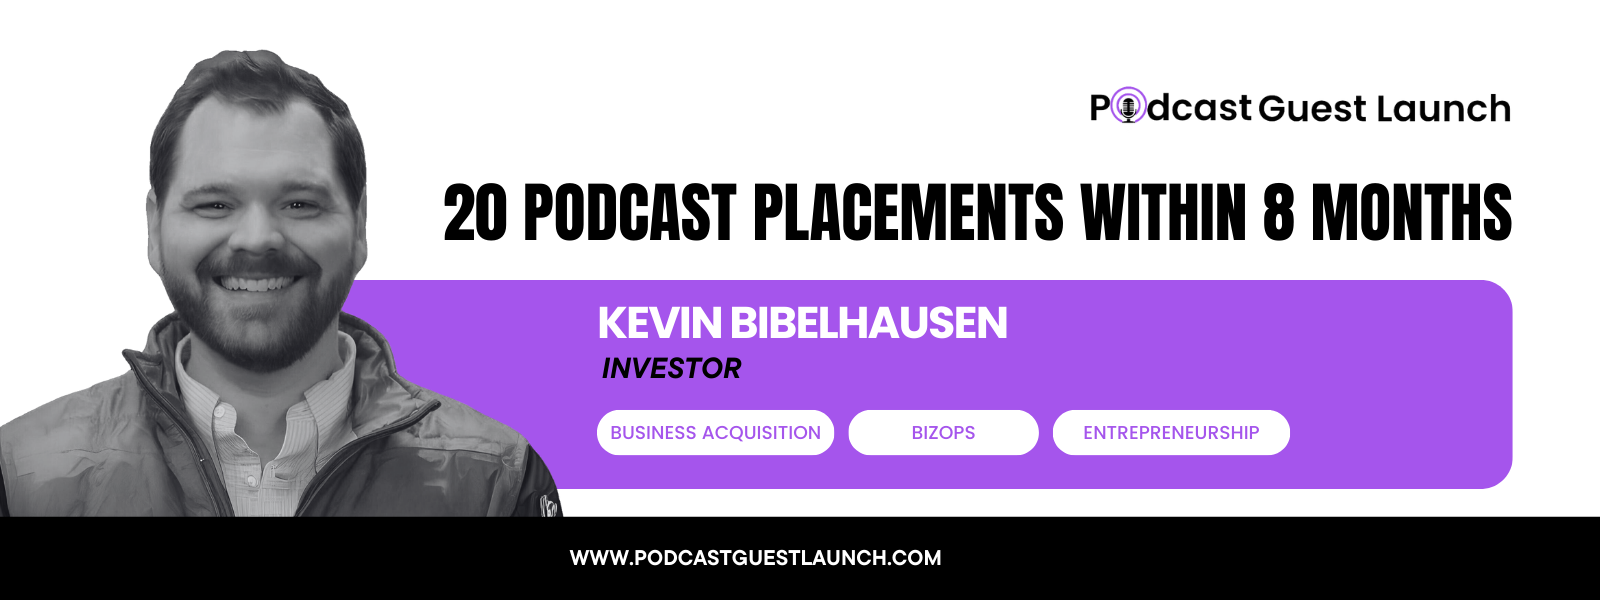 Podcast Guest Launch
20 PODCAST PLACEMENTS WITHIN 8 MONTHS
KEVIN BIBELHAUSEN
INVESTOR
BUSINESS ACQUISITION
BIZOPS
ENTREPRENEURSHIP
WWW.PODCASTGUESTLAUNCH.COM